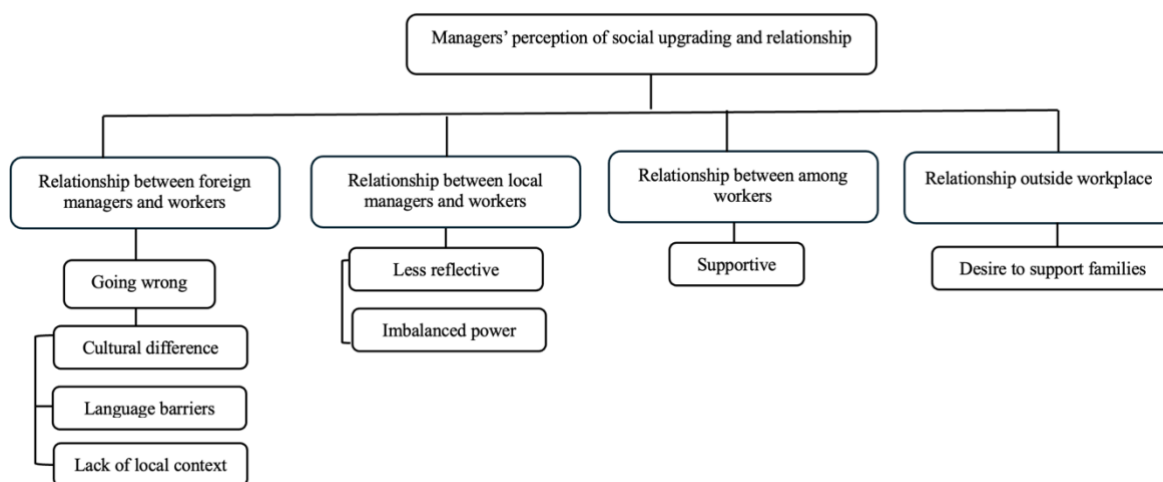 Managers' perception of social upgrading and relationship
Relationship between foreign
managers and workers
Relationship between local
managers and workers
Relationship between among
workers
Relationship outside workplace
Going wrong
Cultural difference
Language barriers
Lack of local context
Less reflective
Imbalanced power
Supportive
Desire to support families